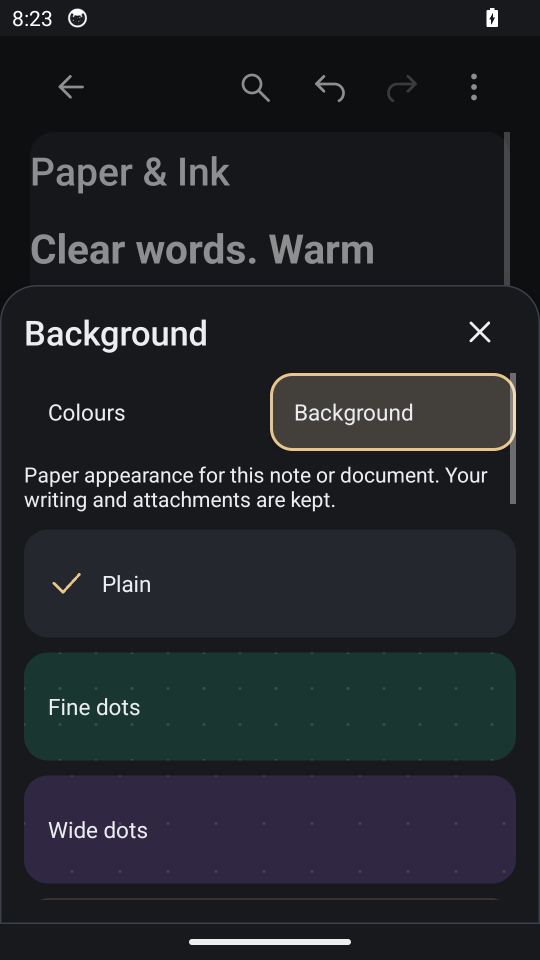 8:23
Paper & Ink
Clear words. Warm
Background
Colours
Background
Paper appearance for this note or document. Your
writing and attachments are kept.
Plain
Fine dots
Wide dots